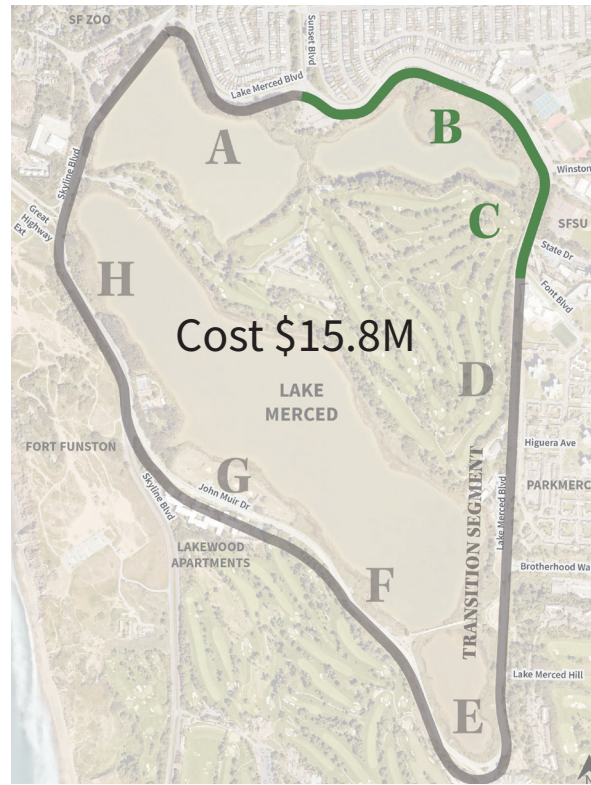 SF ZOO
Sunset Blvd
Lake Merced Blvd
A
B
Skyline Blvd
Winston
Great
Highway
Ext
C
SFSU
State Dr
H
Font Blvd
Cost $15.8M
LAKE
MERCED
D
FORT FUNSTON
Higuera Ave
G
TRANSITION SEGMENT
Lake Merced Blvd
PARKMERC
Skyline Blvd
John Muir Dr
LAKEWOOD
APARTMENTS
Brotherhood Wa
F
Lake Merced Hill
E